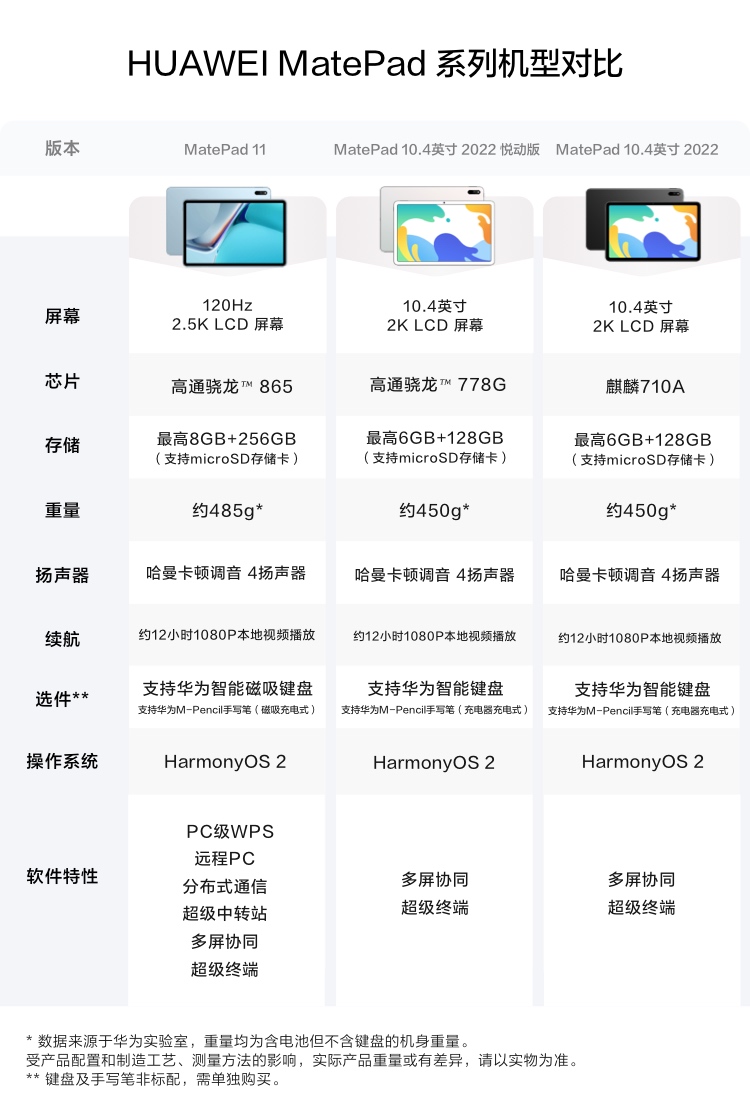 HUAWEI MatePad 系列机型对比
版本
MatePad 11
MatePad 10.4英寸 2022 悦动版
MatePad 10.4英寸 2022
屏幕
120Hz
2.5K LCD 屏幕
10.4英寸
2K LCD 屏幕
10.4英寸
2K LCD 屏幕
芯片
高通骁龙™ 865
高通骁龙™ 778G
麒麟710A
存储
最高8GB+256GB
（支持microSD存储卡）
最高6GB+128GB
（支持microSD存储卡）
最高6GB+128GB
（支持microSD存储卡）
重量
约485g*
约450g*
约450g*
扬声器
哈曼卡顿调音 4扬声器
哈曼卡顿调音 4扬声器
哈曼卡顿调音 4扬声器
续航
约12小时1080P本地视频播放
约12小时1080P本地视频播放
约12小时1080P本地视频播放
选件**
支持华为智能磁吸键盘
支持华为M-Pencil手写笔（磁吸充电式）
支持华为智能键盘
支持华为M-Pencil手写笔（充电器充电式）
支持华为智能键盘
支持华为M-Pencil手写笔（充电器充电式）
操作系统
HarmonyOS 2
HarmonyOS 2
HarmonyOS 2
软件特性
PC级WPS
远程PC
分布式通信
超级中转站
多屏协同
超级终端
多屏协同
超级终端
多屏协同
超级终端
* 数据来源于华为实验室，重量均为含电池但不含键盘的机身重量。
受产品配置和制造工艺、测量方法的影响，实际产品重量或有差异，请以实物为准。
** 键盘及手写笔非标配，需单独购买。